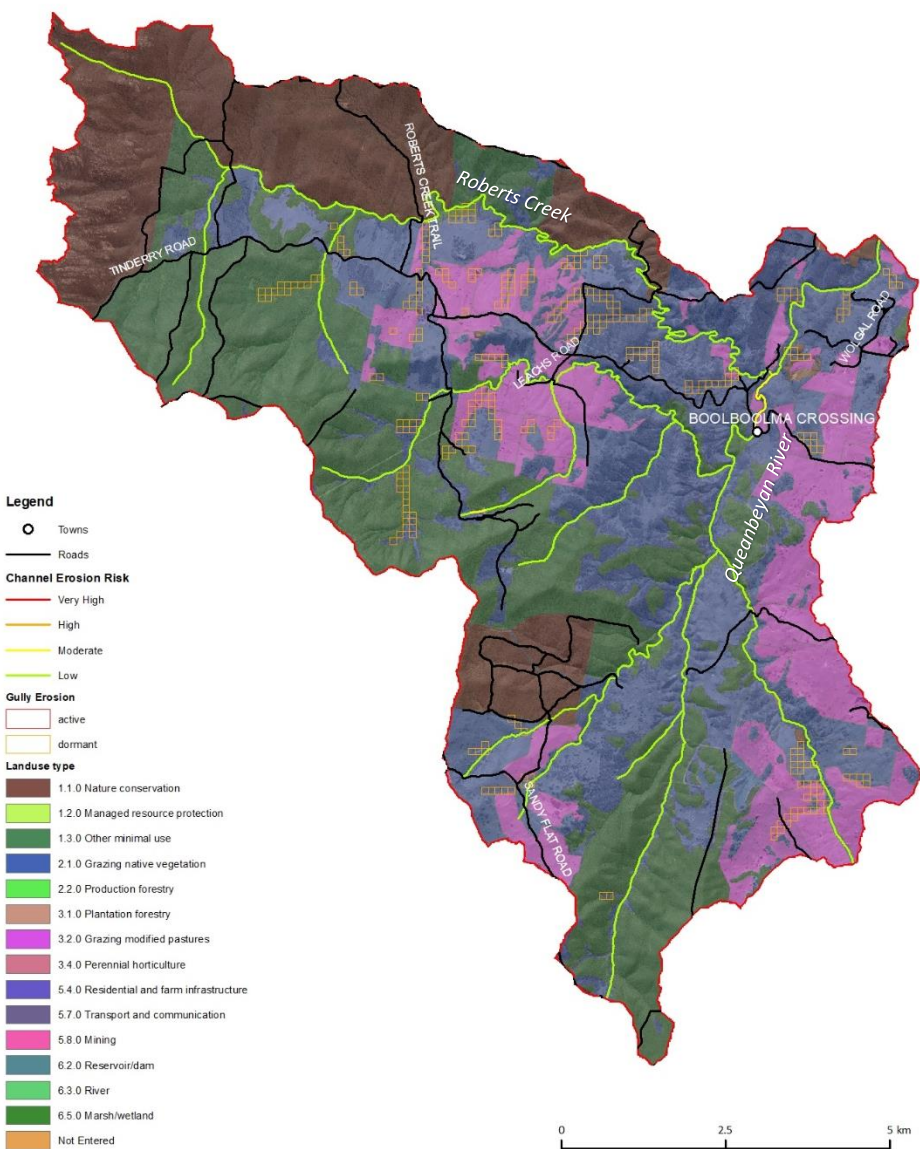 Roberts Creek
ROBERTS CREEK TRAIL
TINDERRY ROAD
WOLGAL ROAD
LEACHS ROAD
BOOLBOOLMA CROSSING
Queanbeyan River
SANDY FLAT ROAD
Legend
Towns
Roads
Channel Erosion Risk
Very High
High
Moderate
Low
Gully Erosion
active
dormant
Landuse type
1.1.0 Nature conservation
1.2.0 Managed resource protection
1.3.0 Other minimal use
2.1.0 Grazing native vegetation
2.2.0 Production forestry
3.1.0 Plantation forestry
3.2.0 Grazing modified pastures
3.4.0 Perennial horticulture
5.4.0 Residential and farm infrastructure
5.7.0 Transport and communication
5.8.0 Mining
6.2.0 Reservoir/dam
6.3.0 River
6.5.0 Marsh/wetland
Not Entered
0 2.5 5 km